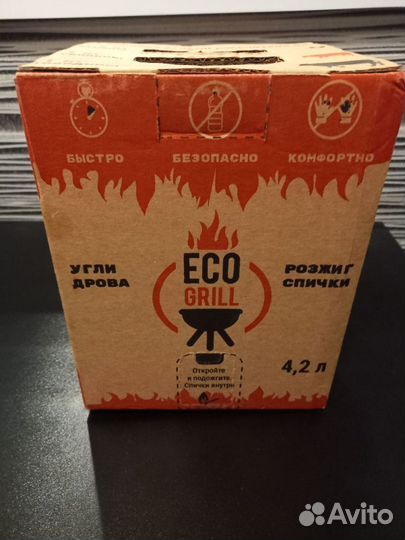 БЫСТРО
БЕЗОПАСНО
КОМФОРТНО
УГЛИ
ДРОВА
ECO
GRILL
РОЗЖИГ
СПИЧКИ
Откройте
и подожгите.
Спички внутри
4,2 л
Avito